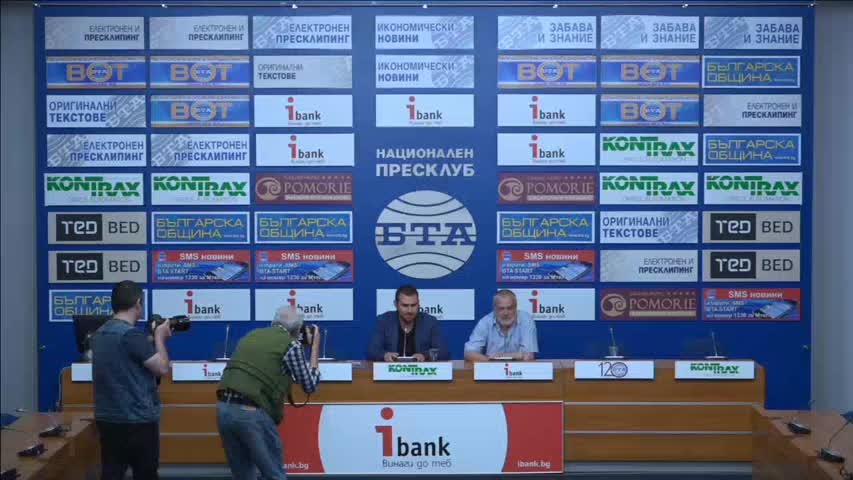 ЕЛЕКТРОНЕН И
ПРЕСКЛИПИНГ
ЕЛЕКТРОНЕН И
ПРЕСКЛИПИНГ
ЕЛЕКТРОНЕН И
ПРЕСКЛИПИНГ
ИКОНОМИЧЕСКИ
НОВИНИ
ЗАБАВА
И ЗНАНИЕ
ЗАБАВА
И ЗНАНИЕ
ЗАБАВА
И ЗНАНИЕ
ВОТ
ВОТ
ОРИГИНАЛНИ
ТЕКСТОВЕ
ИКОНОМИЧЕСКИ
НОВИНИ
ВОТ
ВОТ
БЪЛГАРСКА
ОБЩИНА
ОРИГИНАЛНИ
ТЕКСТОВЕ
ВОТ
ibank
ibank
ibank
ВОТ
ЕЛЕКТРОНЕН И
ПРЕСКЛИПИНГ
ЕЛЕКТРОНЕН И
ПРЕСКЛИПИНГ
ЕЛЕКТРОНЕН И
ПРЕСКЛИПИНГ
ibank
НАЦИОНАЛЕН
ПРЕСКЛУБ
ibank
KONTRAX
БЪЛГАРСКА
ОБЩИНА
KONTRAX
KONTRAX
POMORIE
POMORIE
KONTRAX
KONTRAX
TED BED
БЪЛГАРСКА
ОБЩИНА
БЪЛГАРСКА
ОБЩИНА
БТА
БЪЛГАРСКА
ОБЩИНА
ОРИГИНАЛНИ
ТЕКСТОВЕ
TED BED
TED BED
SMS НОВИНИ
SMS НОВИНИ
SMS НОВИНИ
ЕЛЕКТРОНЕН И
ПРЕСКЛИПИНГ
TED BED
БЪЛГАРСКА
ОБЩИНА
ibank
ibank
ibank
POMORIE
SMS НОВИНИ
ibank
KONTRAX
ibank
120
KONTRAX
ibank
Винаги до теб
ibank.bg
ibank.bg